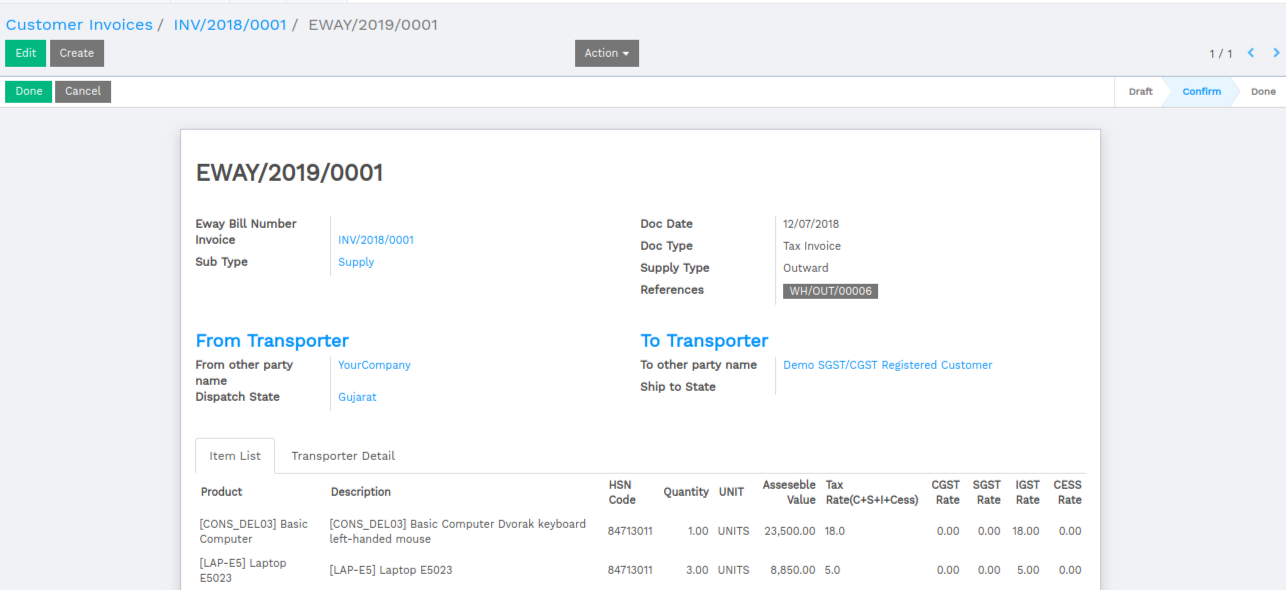 Customer Invoices / INV/2018/0001 / EWAY/2019/0001
Edit Create Action 1 / 1
Done Cancel Draft Confirm Done
EWAY/2019/0001
Eway Bill Number
Invoice INV/2018/0001
Sub Type Supply
Doc Date 12/07/2018
Doc Type Tax Invoice
Supply Type Outward
References WH/OUT/00006
From Transporter
From other party name YourCompany
Dispatch State Gujarat
To Transporter
To other party name Demo SGST/CGST Registered Customer
Ship to State
Item List Transporter Detail
Product Description HSN Code Quantity UNIT Asseseble Value Tax Rate(C+S+I+Cess) CGST Rate SGST Rate IGST Rate CESS Rate
[CONS_DEL03] Basic Computer [CONS_DEL03] Basic Computer Dvorak keyboard left-handed mouse 84713011 1.00 UNITS 23,500.00 18.0 0.00 0.00 18.00 0.00
[LAP-E5] Laptop E5023 [LAP-E5] Laptop E5023 84713011 3.00 UNITS 8,850.00 5.0 0.00 0.00 5.00 0.00